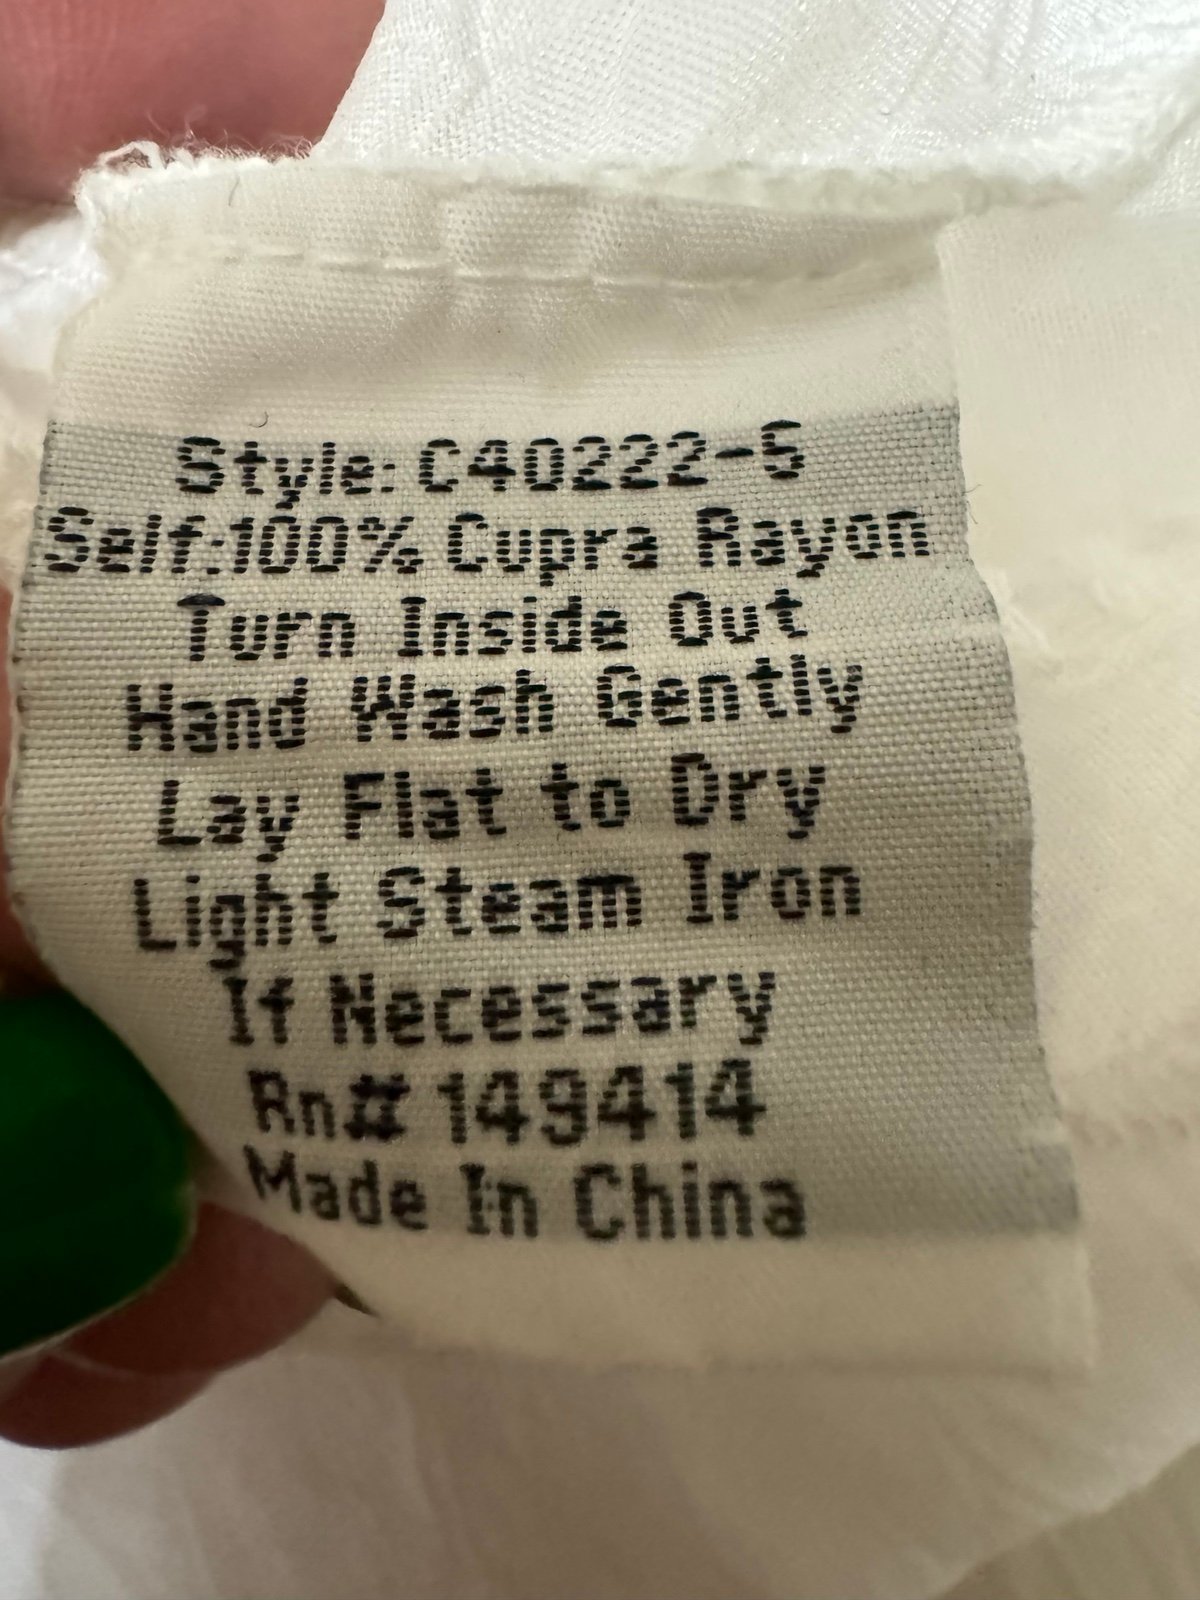 Style: C40222-S
Self:100% Cupra Rayon
Turn Inside Out
Hand Wash Gently
Lay Flat to Dry
Light Steam Iron
If Necessary
Rn# 149414
Made In China